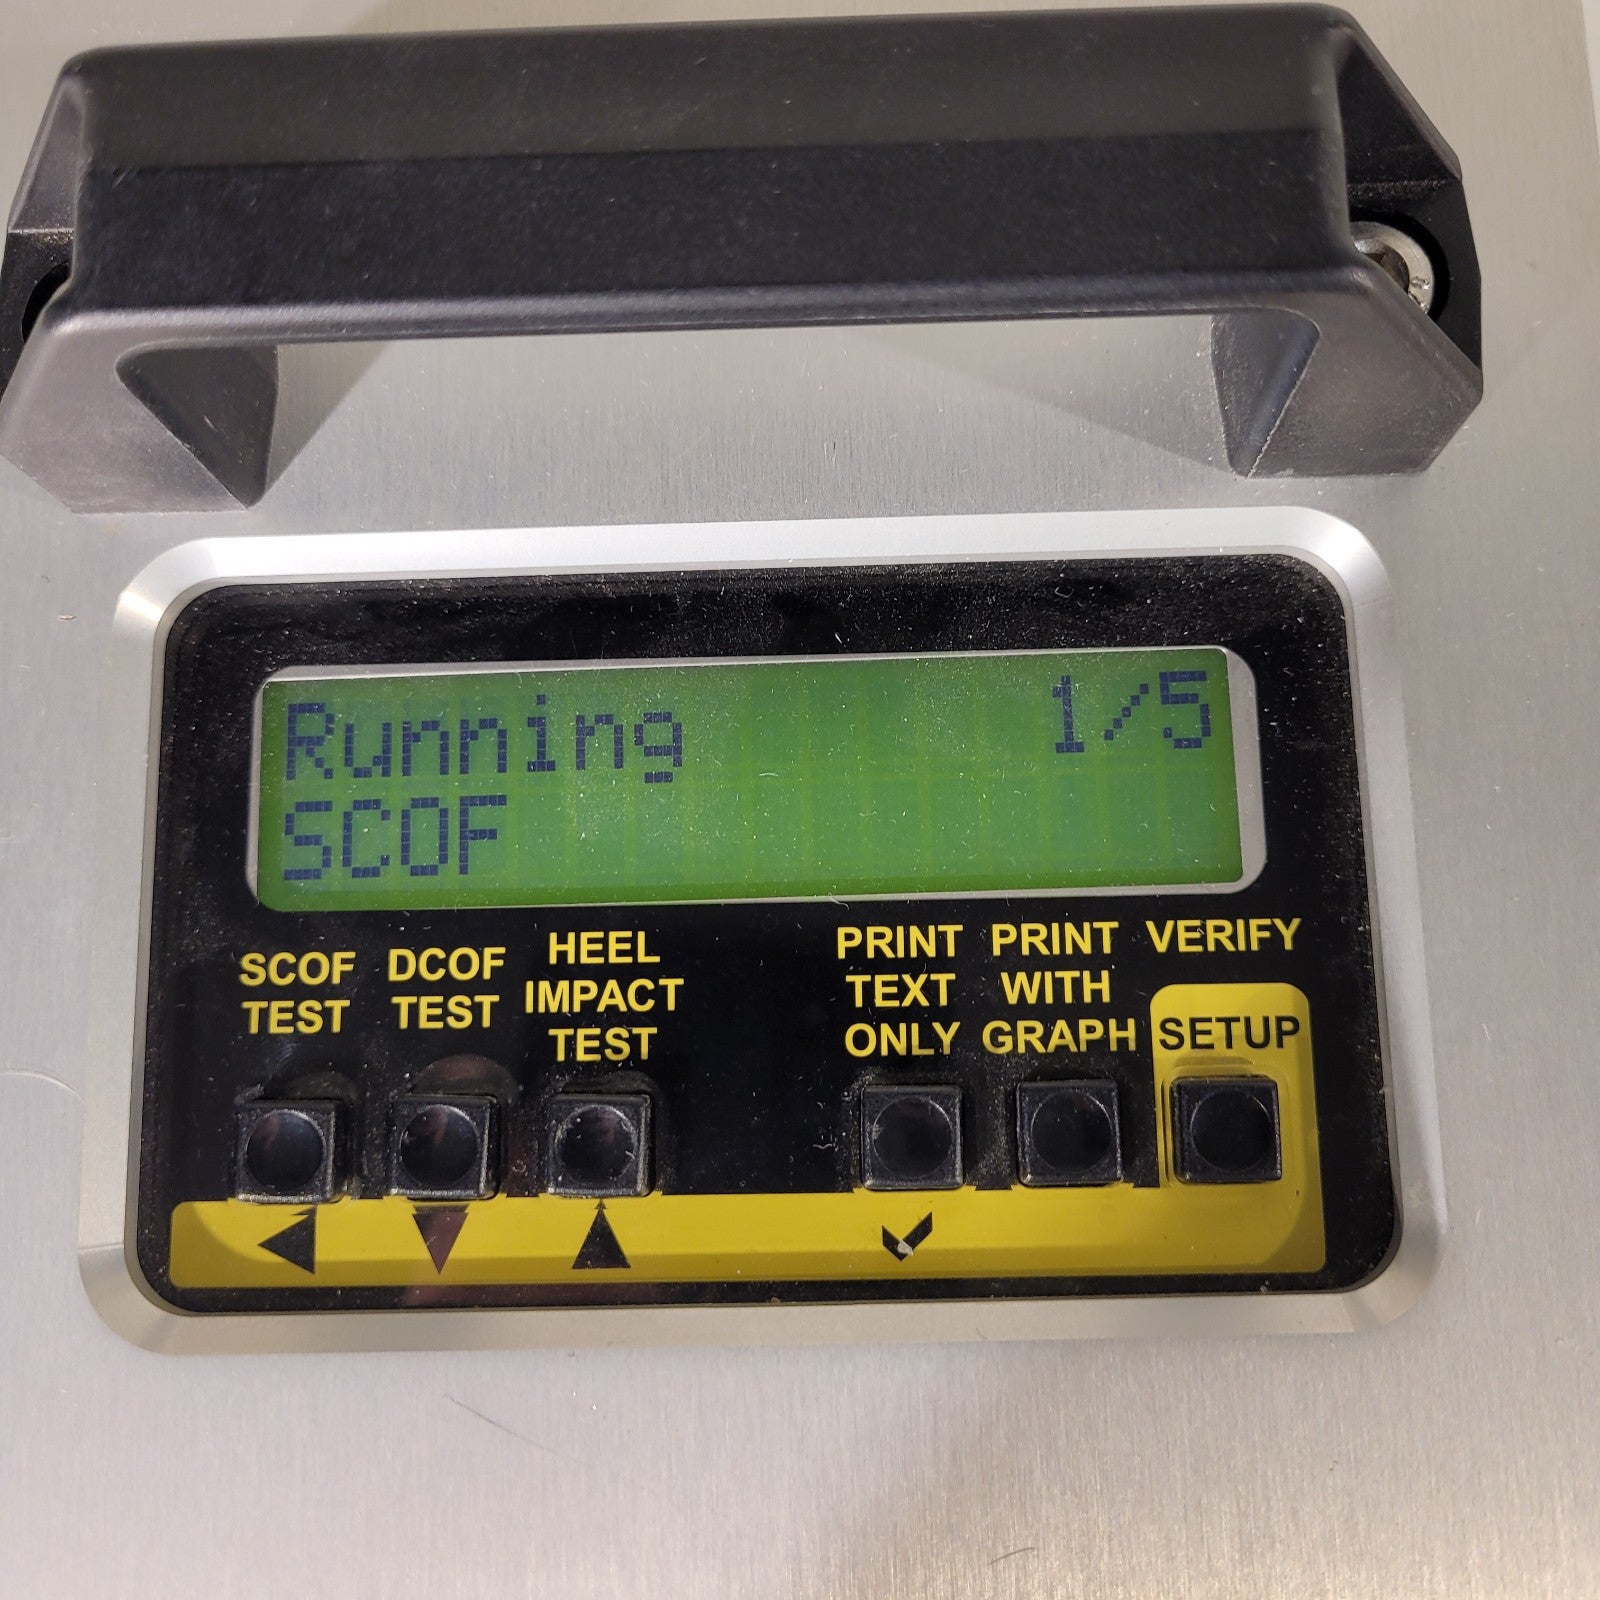 Running 1/5
SCOF
SCOF
TEST
DCOF
TEST
HEEL
IMPACT
TEST
PRINT
TEXT
ONLY
PRINT
WITH
GRAPH
VERIFY
SETUP